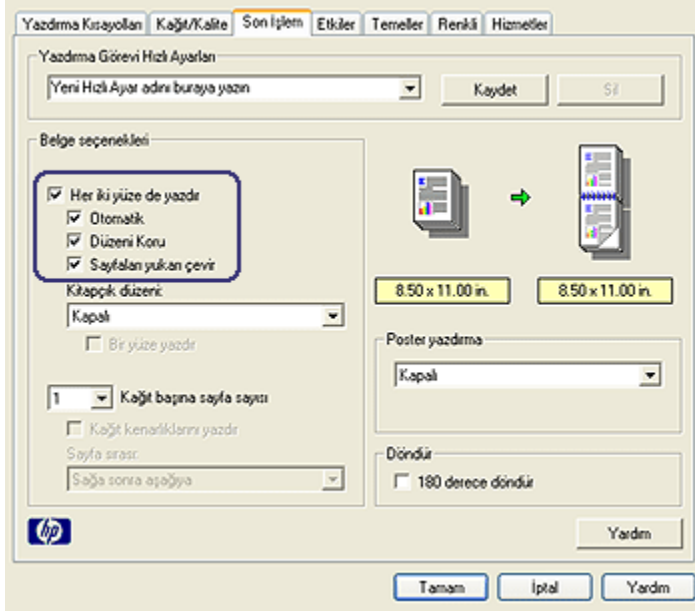 Yazdırma Kısayolları Kağıt/Kalite Son İşlem Etkiler Temeller Renkli Hizmetler
Yazdırma Görevi Hızlı Ayarları
Yeni Hızlı Ayar adını buraya yazın
Kaydet
Sil
Belge seçenekleri
Her iki yüze de yazdır
Otomatik
Düzeni Koru
Sayfaları yukarı çevir
Kitapçık düzeni:
Kapalı
Bir yüze yazdır
1 Kağıt başına sayfa sayısı
Kağıt kenarlıklarını yazdır
Sayfa sırası:
Sağa sonra aşağıya
8.50 x 11.00 in.
8.50 x 11.00 in.
Poster yazdırma
Kapalı
Döndür
180 derece döndür
hp
Yardım
Tamam
İptal
Yardım